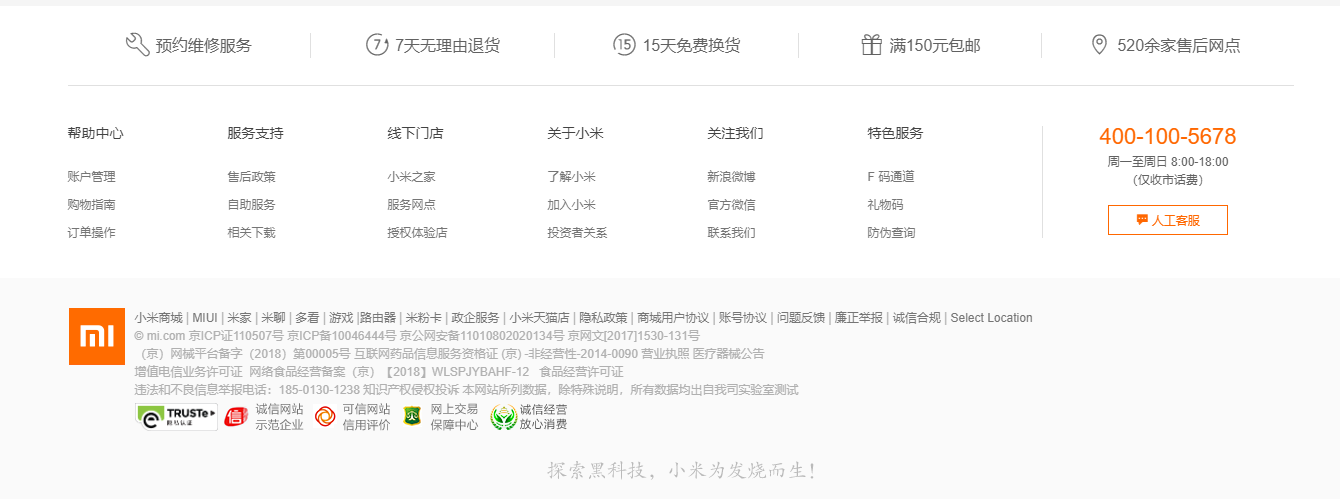 预约维修服务 7天无理由退货 15天免费换货 满150元包邮 520余家售后网点
帮助中心 服务支持 线下门店 关于小米 关注我们 特色服务
账户管理 售后政策 小米之家 了解小米 新浪微博 F 码通道
购物指南 自助服务 服务网点 加入小米 官方微信 礼物码
订单操作 相关下载 授权体验店 投资者关系 联系我们 防伪查询
400-100-5678
周一至周日 8:00-18:00
（仅收市话费）
人工客服
小米商城 | MIUI | 米家 | 米聊 | 多看 | 游戏 |路由器 | 米粉卡 | 政企服务 | 小米天猫店 | 隐私政策 | 商城用户协议 | 账号协议 | 问题反馈 | 廉正举报 | 诚信合规 | Select Location
mi
© mi.com 京ICP证110507号 京ICP备10046444号 京公网安备11010802020134号 京网文[2017]1530-131号
（京）网械平台备字（2018）第00005号 互联网药品信息服务资格证 (京) -非经营性-2014-0090 营业执照 医疗器械公告
增值电信业务许可证 网络食品经营备案（京）【2018】WLSPJYBAHF-12 食品经营许可证
违法和不良信息举报电话：185-0130-1238 知识产权侵权投诉 本网站所列数据，除特殊说明，所有数据均出自我司实验室测试
TRUSTe
隐私认证
信
诚信网站
示范企业
可信网站
信用评价
网上交易
保障中心
诚信经营
放心消费
探索黑科技，小米为发烧而生！